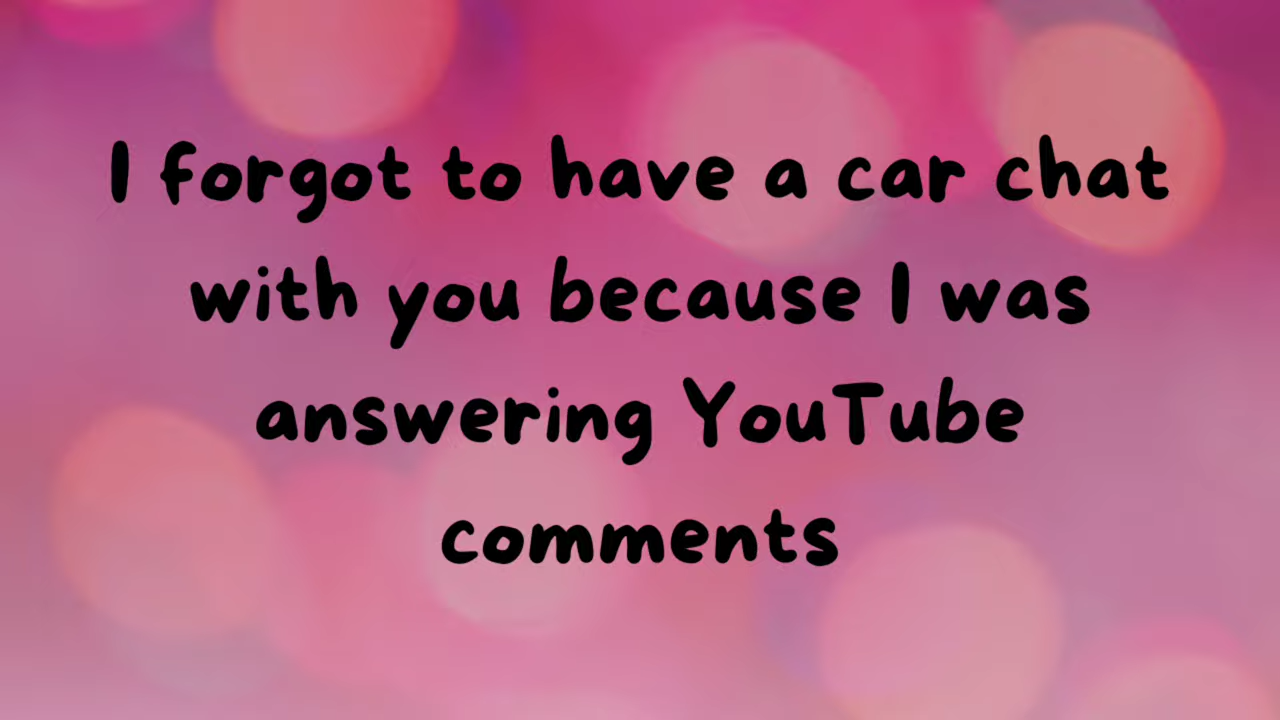 I forgot to have a car chat
with you because I was
answering YouTube
comments